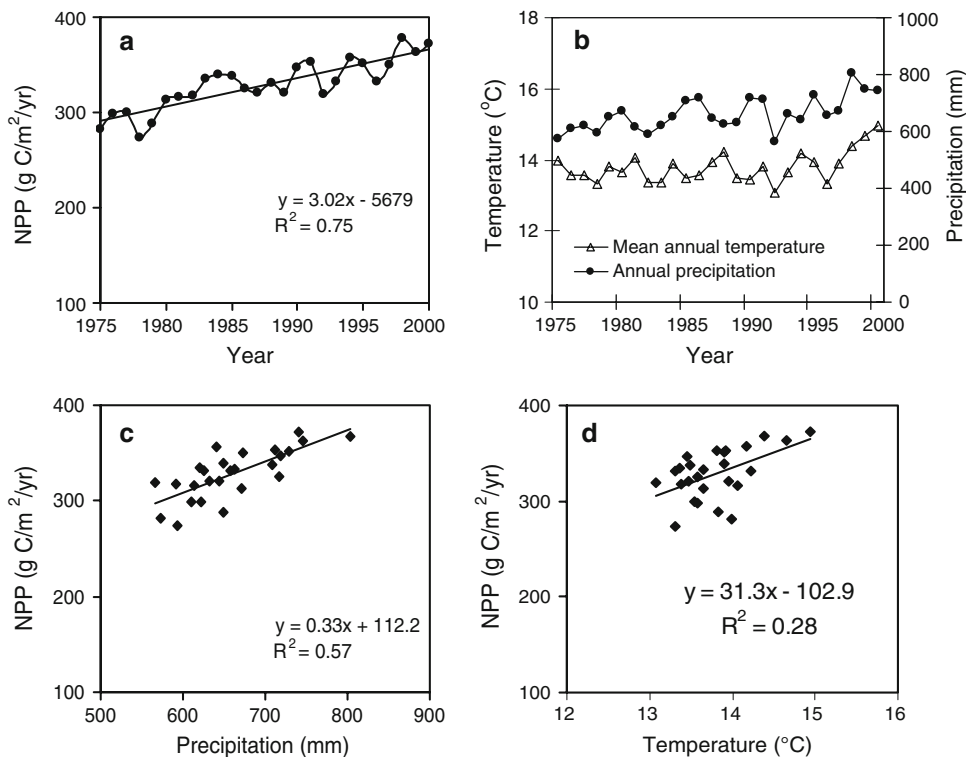 a
400
300
200
100
NPP (g C/m²/yr)
y = 3.02x - 5679
R² = 0.75
1975 1980 1985 1990 1995 2000
Year
b
18
16
14
12
10
Temperature (°C)
1000
800
600
400
200
0
Precipitation (mm)
Mean annual temperature
Annual precipitation
1975 1980 1985 1990 1995 2000
Year
c
400
300
200
100
NPP (g C/m²/yr)
y = 0.33x + 112.2
R² = 0.57
500 600 700 800 900
Precipitation (mm)
d
400
300
200
100
NPP (g C/m²/yr)
y = 31.3x - 102.9
R² = 0.28
12 13 14 15 16
Temperature (°C)